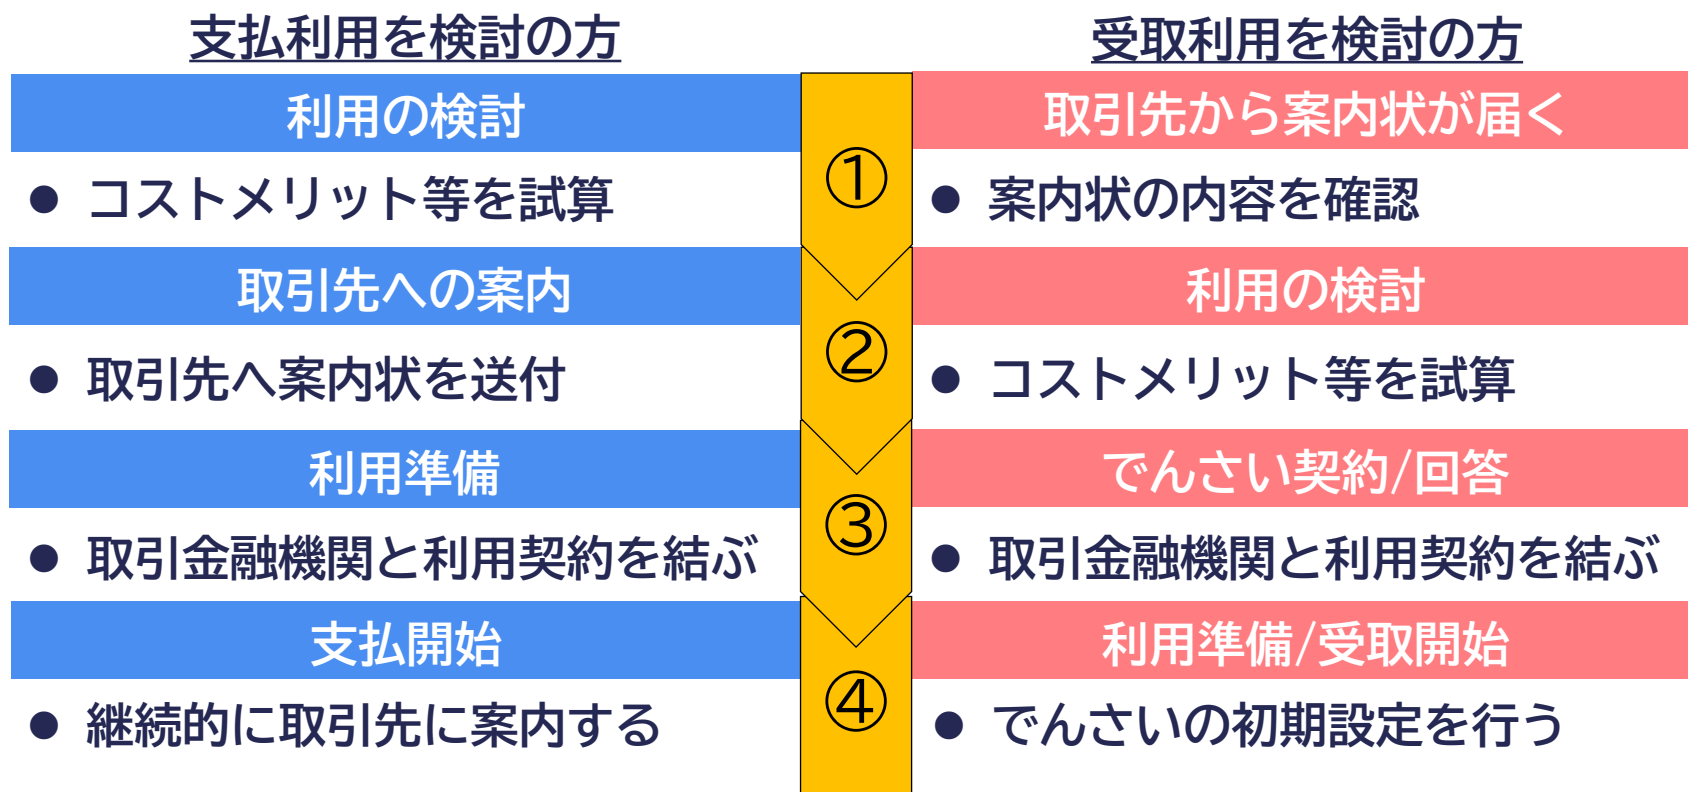 支払利用を検討の方
受取利用を検討の方
利用の検討
① 
取引先から案内状が届く
● コストメリット等を試算
● 案内状の内容を確認
取引先への案内
②
利用の検討
● 取引先へ案内状を送付
● コストメリット等を試算
利用準備
③
でんさい契約/回答
● 取引金融機関と利用契約を結ぶ
● 取引金融機関と利用契約を結ぶ
支払開始
④
利用準備/受取開始
● 継続的に取引先に案内する
● でんさいの初期設定を行う